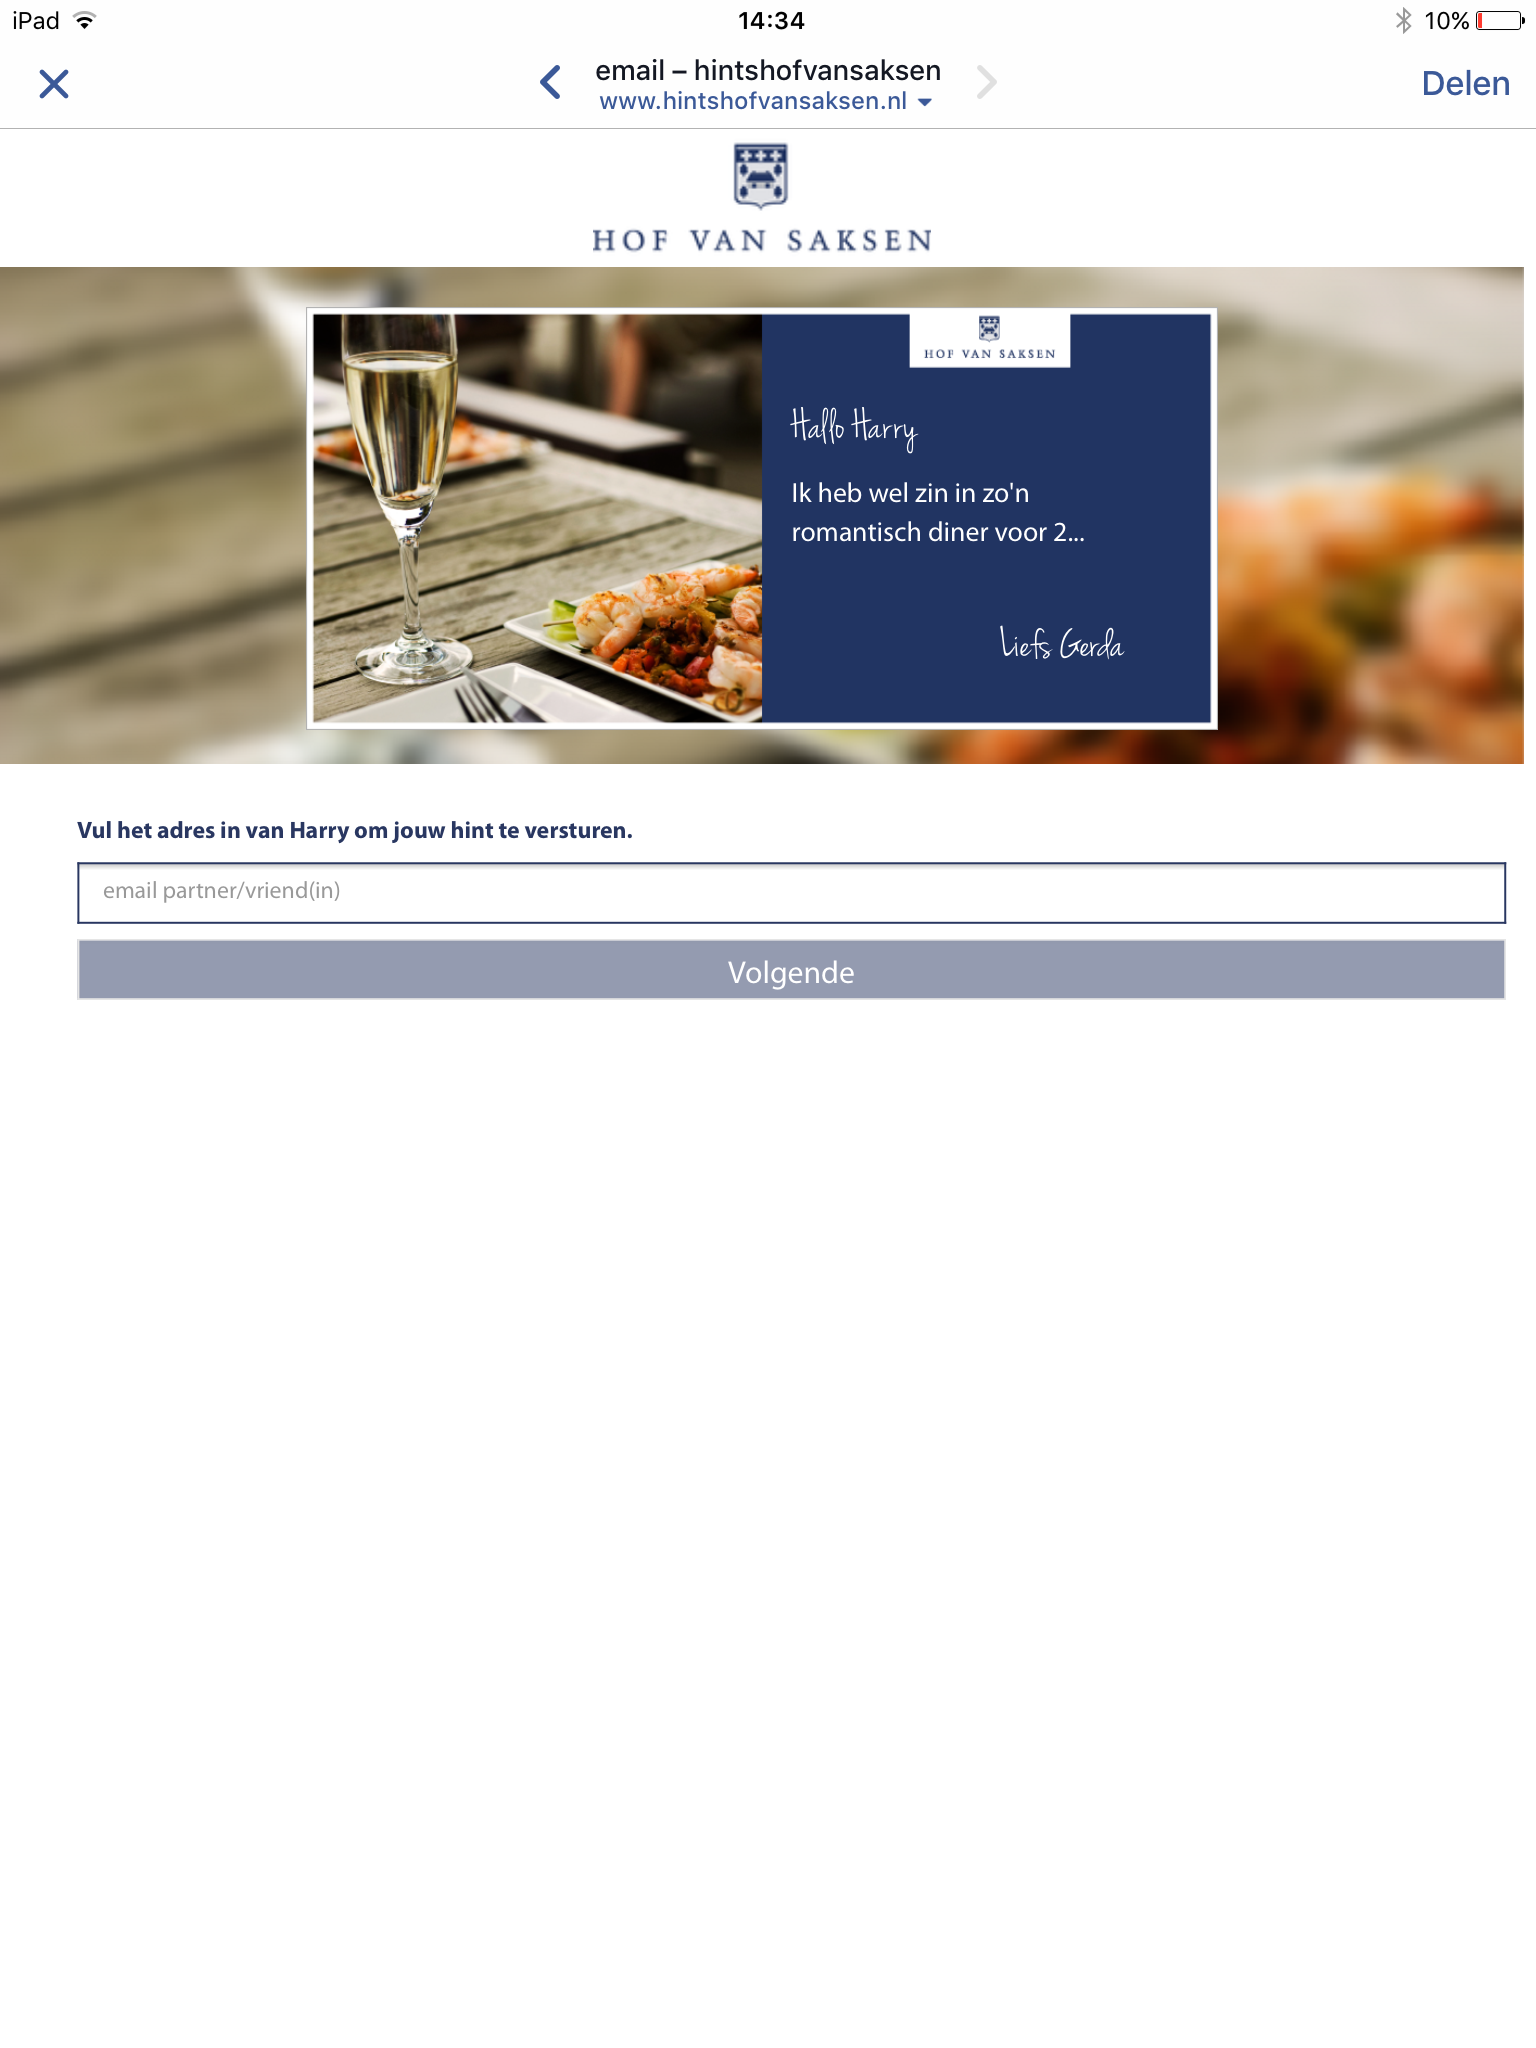 iPad 14:34 10%
email – hintshofvansaksen
www.hintshofvansaksen.nl
Delen
HOF VAN SAKSEN
HOF VAN SAKSEN
Hallo Harry
Ik heb wel zin in zo'n
romantisch diner voor 2...
Liefs Gerda
Vul het adres in van Harry om jouw hint te versturen.
email partner/vriend(in)
Volgende